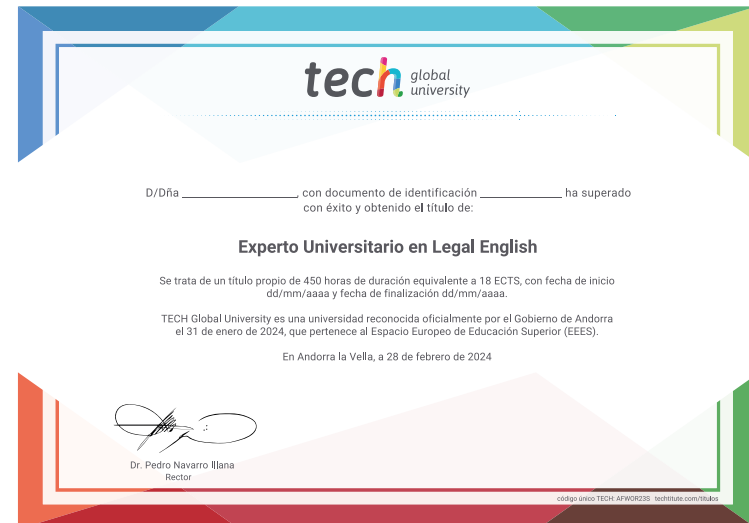 tech global
university
D/Dña ____________________, con documento de identificación ______________ ha superado
con éxito y obtenido el título de:
Experto Universitario en Legal English
Se trata de un título propio de 450 horas de duración equivalente a 18 ECTS, con fecha de inicio
dd/mm/aaaa y fecha de finalización dd/mm/aaaa.
TECH Global University es una universidad reconocida oficialmente por el Gobierno de Andorra
el 31 de enero de 2024, que pertenece al Espacio Europeo de Educación Superior (EEES).
En Andorra la Vella, a 28 de febrero de 2024
Dr. Pedro Navarro Illana
Rector
código único TECH: AFWOR23S techtitute.com/titulos